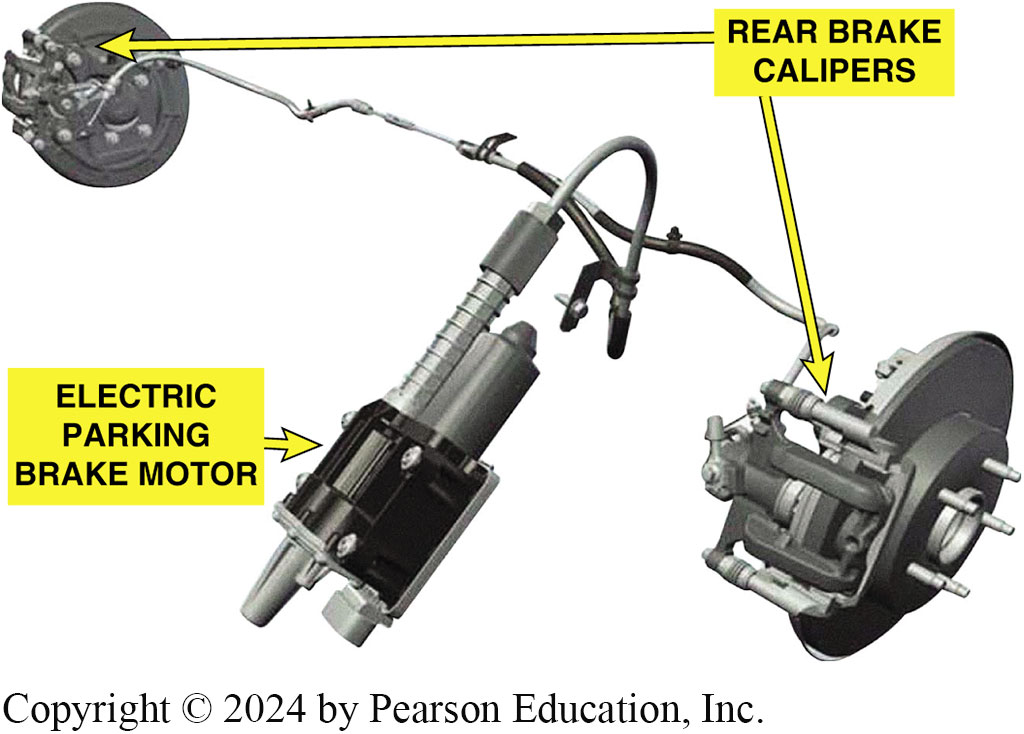 REAR BRAKE
CALIPERS
ELECTRIC
PARKING
BRAKE MOTOR
Copyright © 2024 by Pearson Education, Inc.